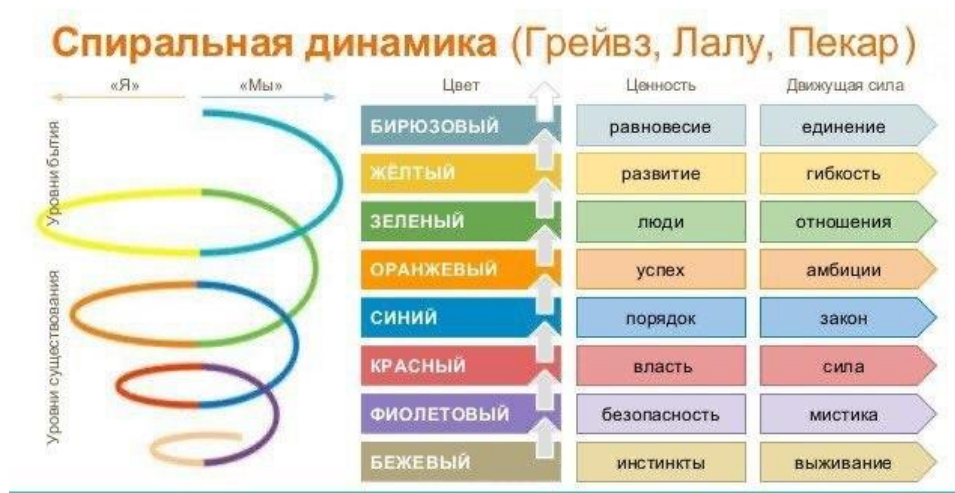 Спиральная динамика (Грейвз, Лалу, Пекар)
«Я» «Мы» Цвет Ценность Движущая сила
Уровни бытия
Уровни существования
БИРЮЗОВЫЙ равновесие единение
ЖЁЛТЫЙ развитие гибкость
ЗЕЛЕНЫЙ люди отношения
ОРАНЖЕВЫЙ успех амбиции
СИНИЙ порядок закон
КРАСНЫЙ власть сила
ФИОЛЕТОВЫЙ безопасность мистика
БЕЖЕВЫЙ инстинкты выживание